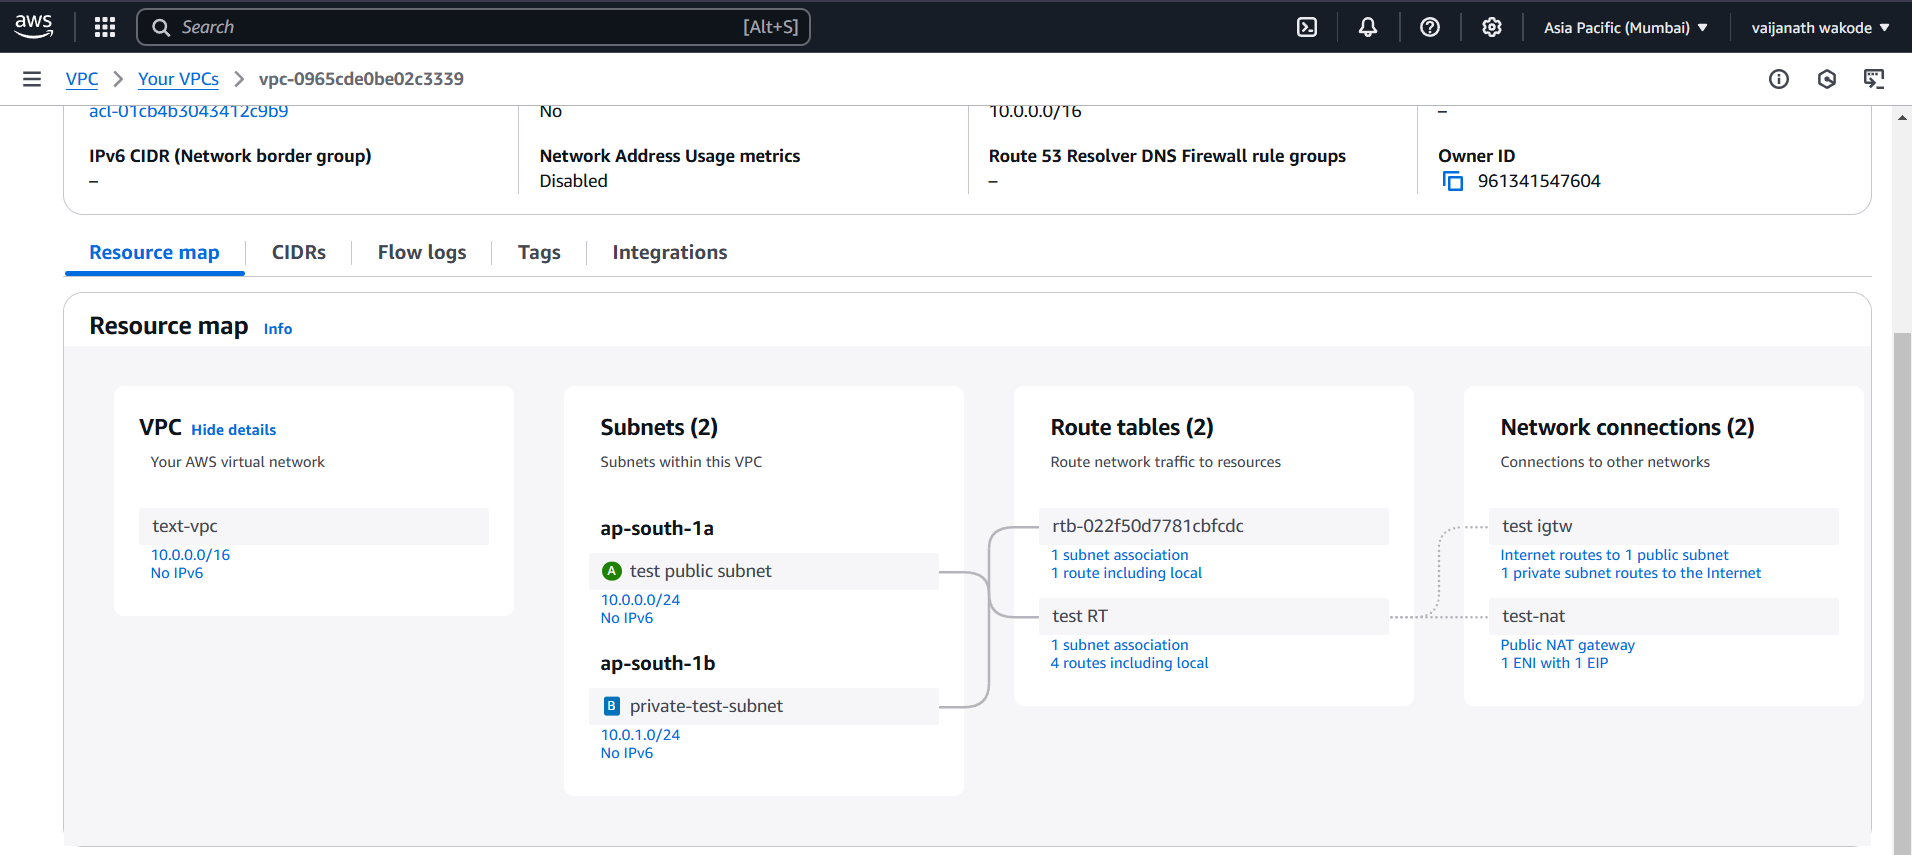 aws
Search [Alt+S]
Asia Pacific (Mumbai)
vaijanath wakode
VPC
Your VPCs
vpc-0965cde0be02c3339
acl-01cb4b3043412c9b9
No
10.0.0.0/16
–
IPv6 CIDR (Network border group)
–
Network Address Usage metrics
Disabled
Route 53 Resolver DNS Firewall rule groups
–
Owner ID
961341547604
Resource map
CIDRs
Flow logs
Tags
Integrations
Resource map Info
VPC Hide details
Your AWS virtual network
text-vpc
10.0.0.0/16
No IPv6
Subnets (2)
Subnets within this VPC
ap-south-1a
A test public subnet
10.0.0.0/24
No IPv6
ap-south-1b
B private-test-subnet
10.0.1.0/24
No IPv6
Route tables (2)
Route network traffic to resources
rtb-022f50d7781cbfcdc
1 subnet association
1 route including local
test RT
1 subnet association
4 routes including local
Network connections (2)
Connections to other networks
test igtw
Internet routes to 1 public subnet
1 private subnet routes to the Internet
test-nat
Public NAT gateway
1 ENI with 1 EIP